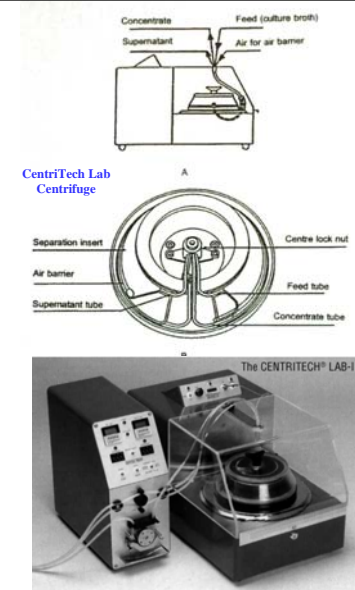 Concentrate
Feed (culture broth)
Supernatant
Air for air barrier
A
CentriTech Lab
Centrifuge
Separation insert
Centre lock nut
Air barrier
Feed tube
Supernatant tube
Concentrate tube
B
The CENTRITECH® LAB-I